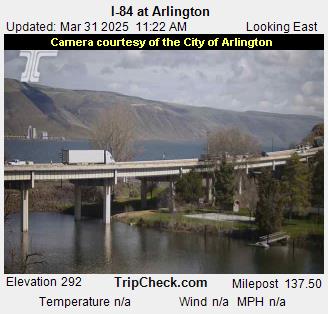 I-84 at Arlington
Updated: Mar 31 2025 11:22 AM Looking East
Camera courtesy of the City of Arlington
Elevation 292 TripCheck.com Milepost 137.50
Temperature n/a Wind n/a MPH n/a